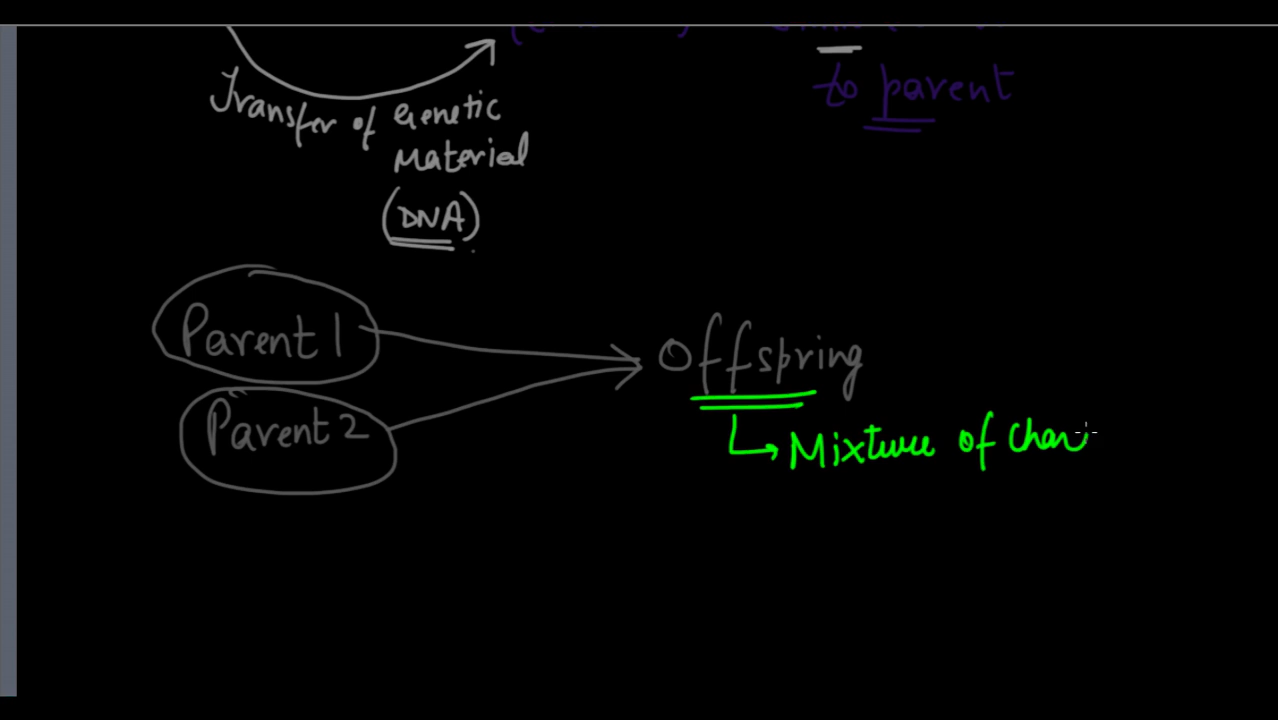 to parent
Transfer of Genetic
Material
(DNA)
Parent 1
Offspring
Parent 2
Mixture of char